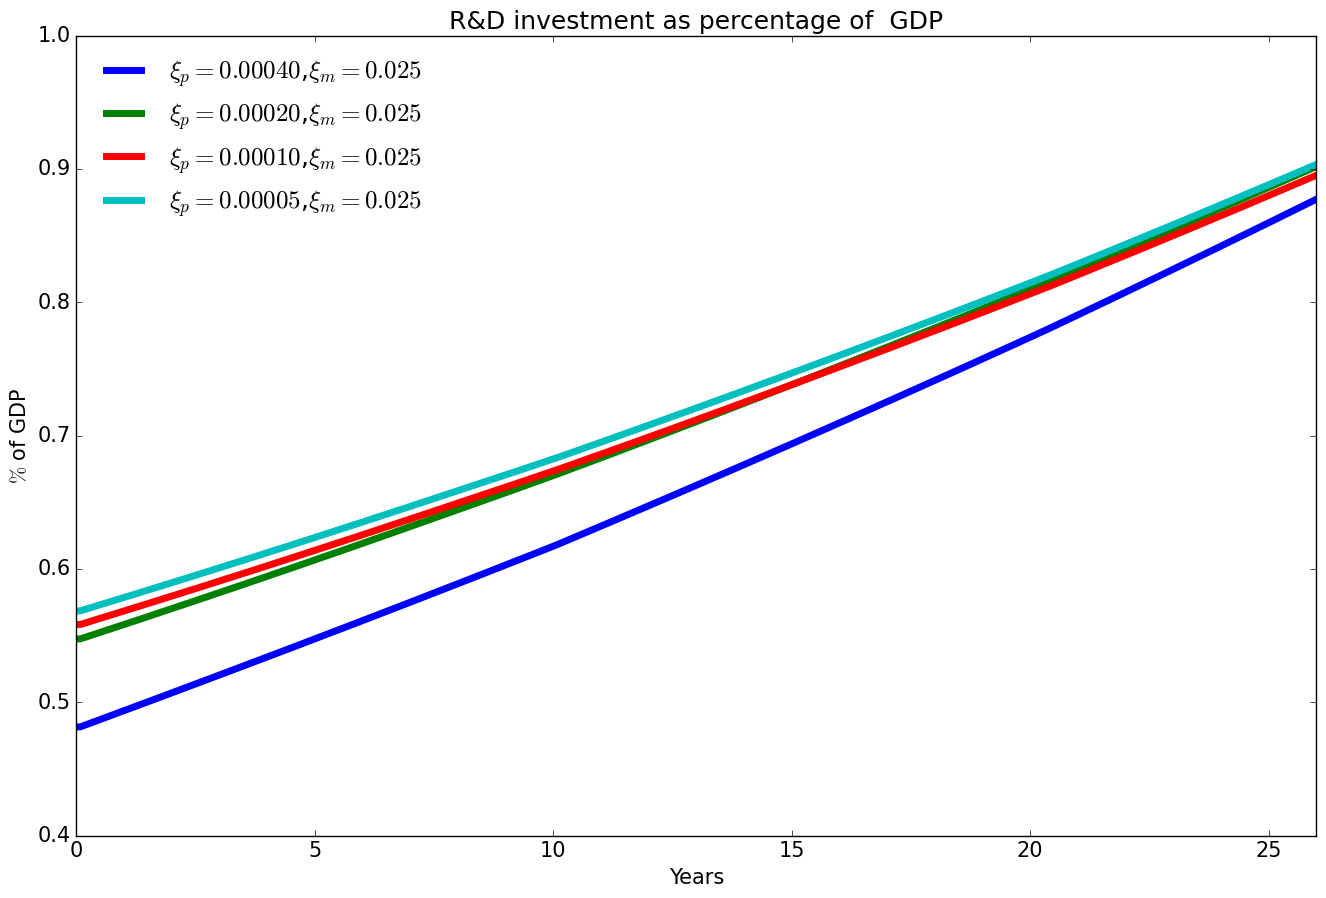 R&D investment as percentage of  GDP
1.0
0.9
0.8
0.7
0.6
0.5
0.4
% of GDP
ξp = 0.00040,ξm = 0.025
ξp = 0.00020,ξm = 0.025
ξp = 0.00010,ξm = 0.025
ξp = 0.00005,ξm = 0.025
0 5 10 15 20 25
Years